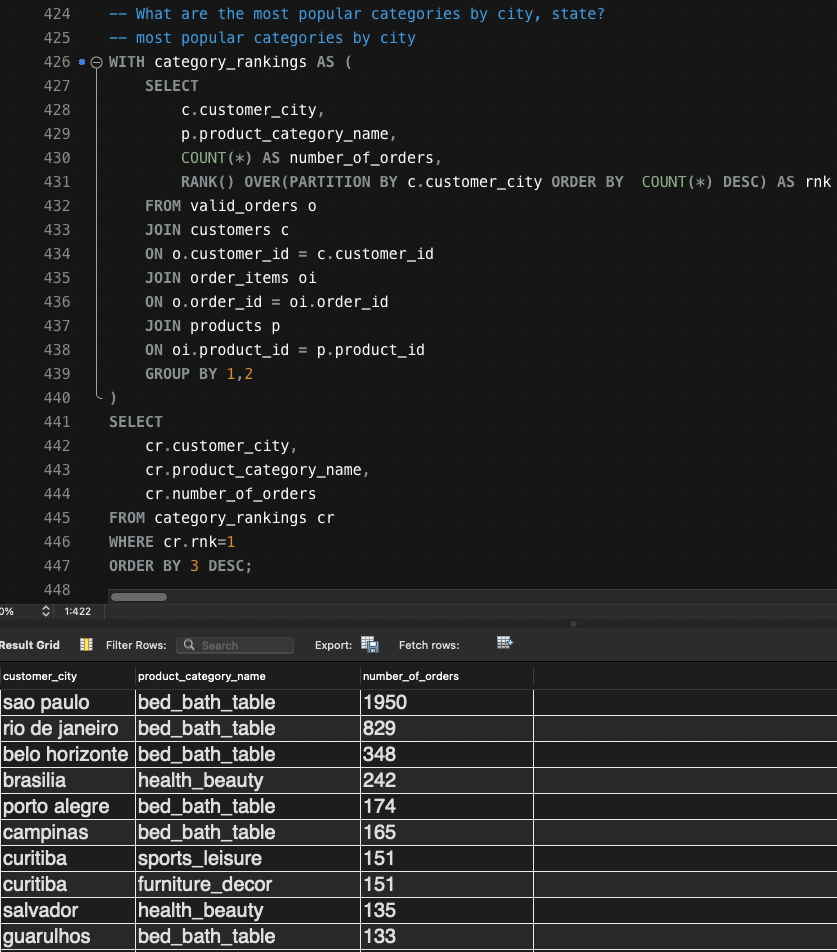 424 -- What are the most popular categories by city, state?
425 -- most popular categories by city
426 WITH category_rankings AS (
427 SELECT
428 c.customer_city,
429 p.product_category_name,
430 COUNT(*) AS number_of_orders,
431 RANK() OVER(PARTITION BY c.customer_city ORDER BY  COUNT(*) DESC) AS rnk
432 FROM valid_orders o
433 JOIN customers c
434 ON o.customer_id = c.customer_id
435 JOIN order_items oi
436 ON o.order_id = oi.order_id
437 JOIN products p
438 ON oi.product_id = p.product_id
439 GROUP BY 1,2
440 )
441 SELECT
442 cr.customer_city,
443 cr.product_category_name,
444 cr.number_of_orders
445 FROM category_rankings cr
446 WHERE cr.rnk=1
447 ORDER BY 3 DESC;
448
0% 1:422
Result Grid Filter Rows: Search Export: Fetch rows:
customer_city product_category_name number_of_orders
sao paulo bed_bath_table 1950
rio de janeiro bed_bath_table 829
belo horizonte bed_bath_table 348
brasilia health_beauty 242
porto alegre bed_bath_table 174
campinas bed_bath_table 165
curitiba sports_leisure 151
curitiba furniture_decor 151
salvador health_beauty 135
guarulhos bed_bath_table 133